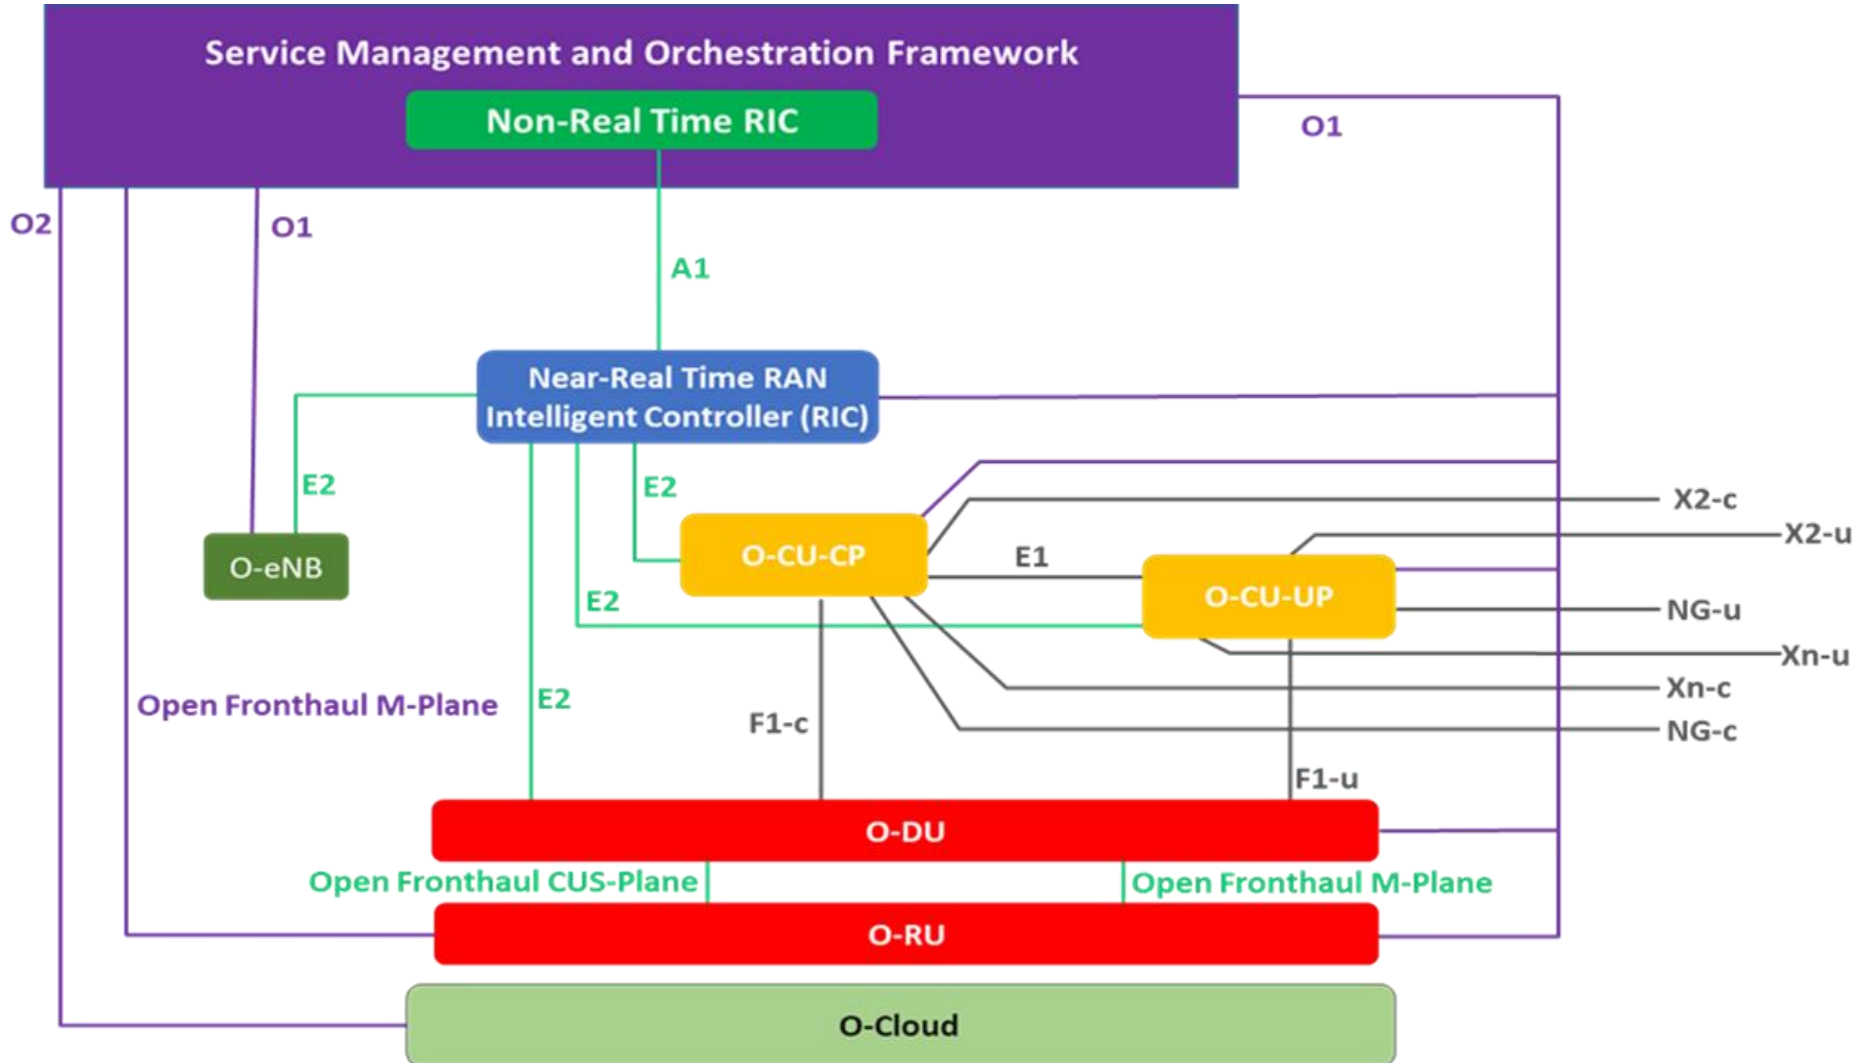 Service Management and Orchestration Framework
Non-Real Time RIC
O1
O2
O1
A1
Near-Real Time RAN
Intelligent Controller (RIC)
E2
E2
X2-c
X2-u
O-CU-CP
E1
O-eNB
O-CU-UP
E2
NG-u
Xn-u
Xn-c
E2
Open Fronthaul M-Plane
F1-c
NG-c
F1-u
O-DU
Open Fronthaul CUS-Plane
Open Fronthaul M-Plane
O-RU
O-Cloud